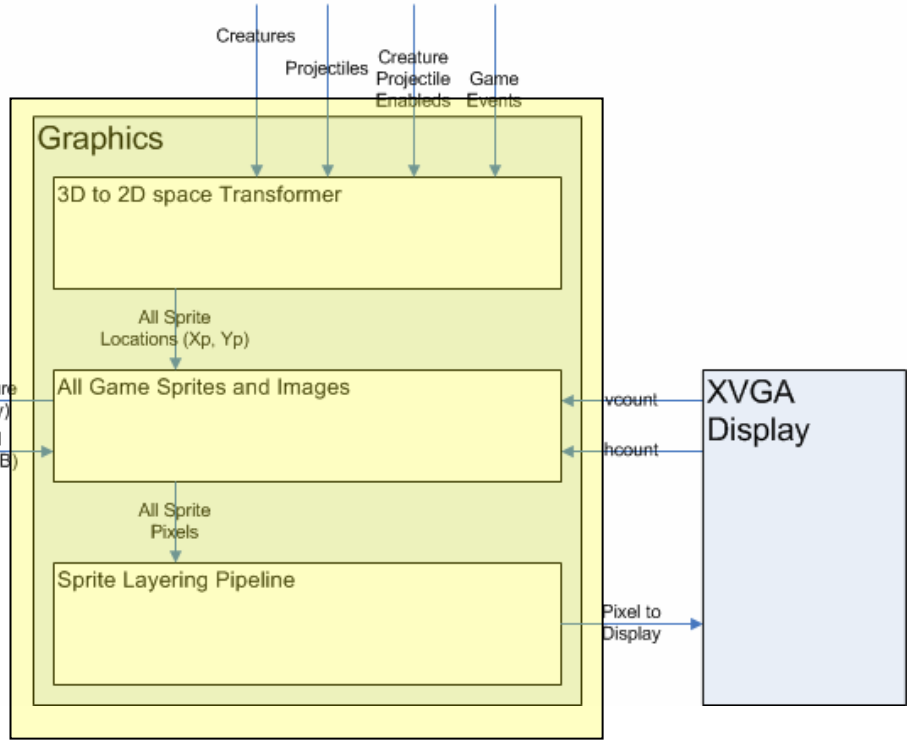 Creatures
Projectiles
Creature
Projectile
Enableds
Game
Events
Graphics
3D to 2D space Transformer
All Sprite
Locations (Xp, Yp)
All Game Sprites and Images
vcount
hcount
XVGA
Display
All Sprite
Pixels
Sprite Layering Pipeline
Pixel to
Display